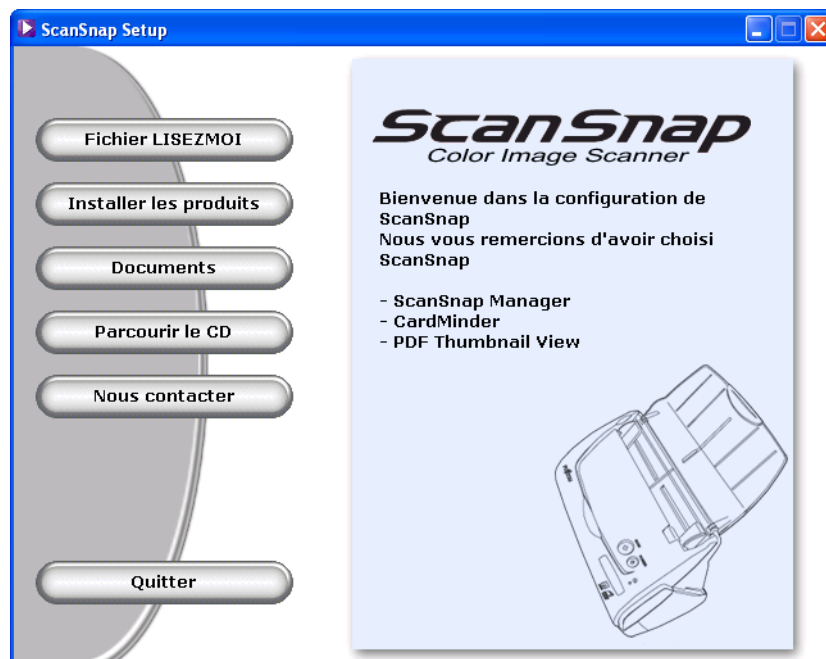 ScanSnap Setup
Fichier LISEZMOI
Installer les produits
Documents
Parcourir le CD
Nous contacter
Quitter
ScanSnap
Color Image Scanner
Bienvenue dans la configuration de
ScanSnap
Nous vous remercions d'avoir choisi
ScanSnap
- ScanSnap Manager
- CardMinder
- PDF Thumbnail View